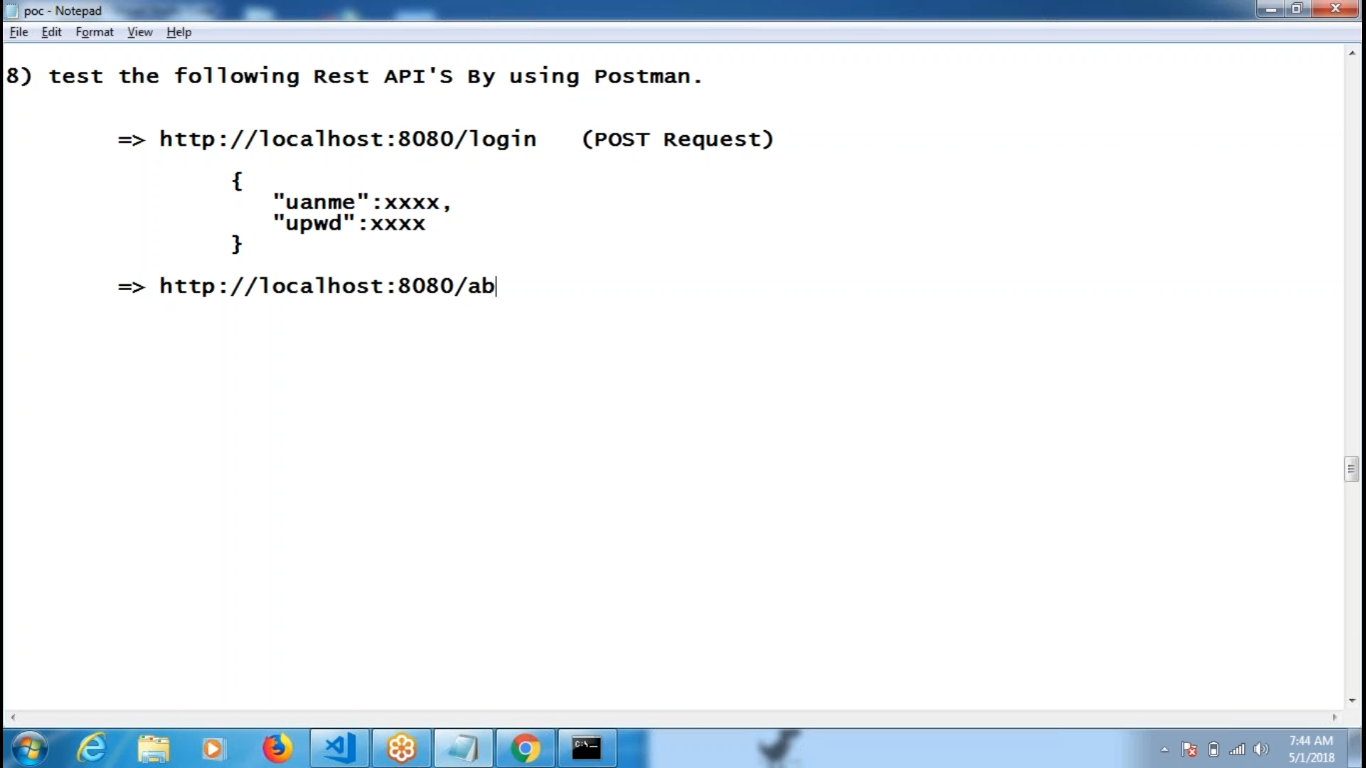 poc - Notepad
File Edit Format View Help
8) test the following Rest API'S By using Postman.
=> http://localhost:8080/login (POST Request)
{
"uanme":xxxx,
"upwd":xxxx
}
=> http://localhost:8080/ab
7:44 AM
5/1/2018